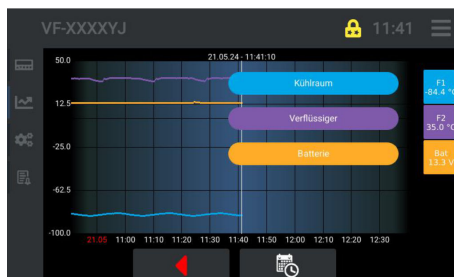 VF-XXXXYJ
11:41
21.05.24 - 11:41:10
50.0
12.5
-25.0
-62.5
-100.0
Kühlraum
Verflüssiger
Batterie
F1
-84.4 °C
F2
35.0 °C
Bat
13.3 V
21.05 11:00 11:10 11:20 11:30 11:40 11:50 12:00 12:10 12:20 12:30